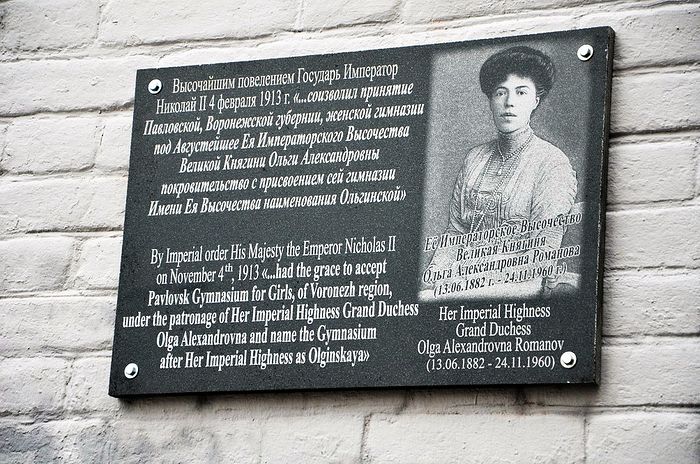 Высочайшим повелением Государь Император
Николай II 4 февраля 1913 г. «...соизволил принятие
Павловской, Воронежской губернии, женской гимназии
под Августейшее Ея Императорского Высочества
Великой Княгини Ольги Александровны
покровительство с присвоением сей гимназии
Имени Ея Высочества наименования Ольгинской»
By Imperial order His Majesty the Emperor Nicholas II
on November 4th, 1913 «...had the grace to accept
Pavlovsk Gymnasium for Girls, of Voronezh region,
under the patronage of Her Imperial Highness Grand Duchess
Olga Alexandrovna and name the Gymnasium
after Her Imperial Highness as Olginskaya»
Её Императорское Высочество
Великая Княгиня
Ольга Александровна Романова
(13.06.1882 г. - 24.11.1960 г.)
Her Imperial Highness
Grand Duchess
Olga Alexandrovna Romanov
(13.06.1882 - 24.11.1960)